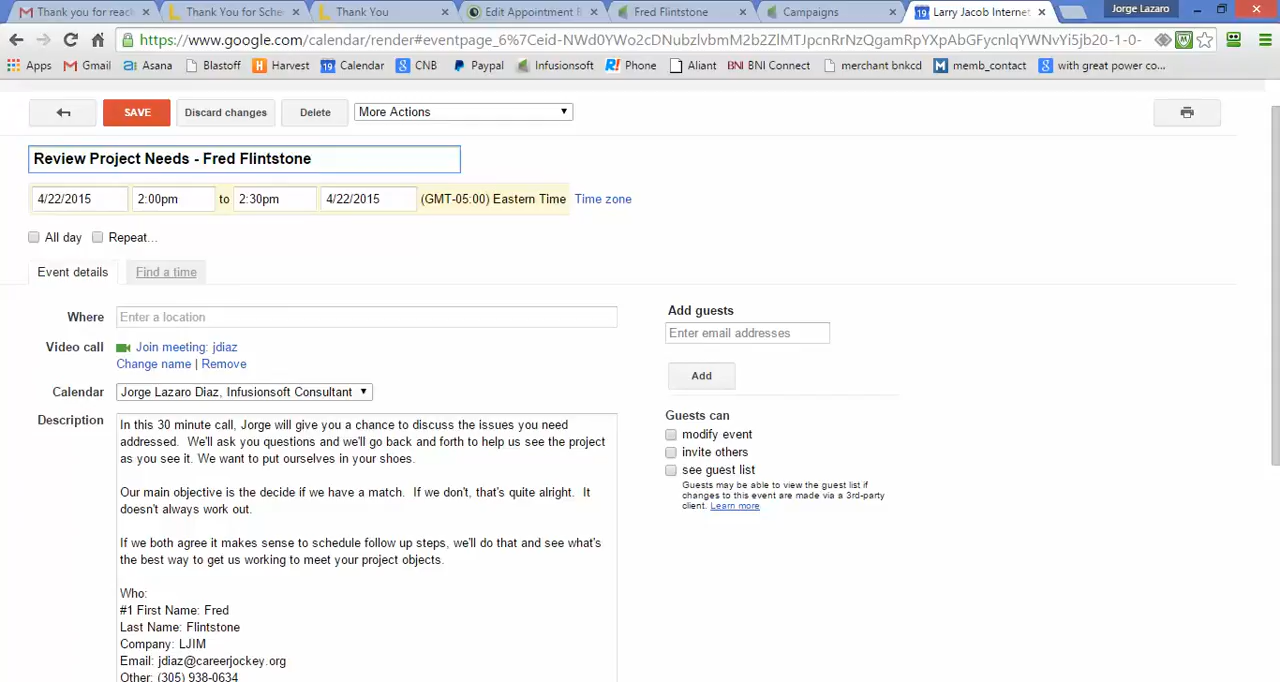 Thank you for reac
Thank You for Sche
Thank You
Edit Appointment E
Fred Flintstone
Campaigns
Larry Jacob Internet
Jorge Lazaro
Apps
Gmail
Asana
Blastoff
Harvest
Calendar
CNB
Paypal
Infusionsoft
Phone
Aliant
BNI BNI Connect
merchant bnkcd
memb_contact
with great power co...
SAVE
Discard changes
Delete
More Actions
Review Project Needs - Fred Flintstone
4/22/2015 2:00pm to 2:30pm 4/22/2015 (GMT-05:00) Eastern Time Time zone
All day Repeat...
Event details Find a time
Where Enter a location
Video call Join meeting: jdiaz
Change name | Remove
Calendar Jorge Lazaro Diaz, Infusionsoft Consultant
Description In this 30 minute call, Jorge will give you a chance to discuss the issues you need
addressed. We'll ask you questions and we'll go back and forth to help us see the project
as you see it. We want to put ourselves in your shoes.
Our main objective is the decide if we have a match. If we don't, that's quite alright. It
doesn't always work out.
If we both agree it makes sense to schedule follow up steps, we'll do that and see what's
the best way to get us working to meet your project objects.
Who:
#1 First Name: Fred
Last Name: Flintstone
Company: LJIM
Email: jdiaz@careerjockey.org
Other: (305) 938-0634
Add guests
Enter email addresses
Add
Guests can
modify event
invite others
see guest list
Guests may be able to view the guest list if
changes to this event are made via a 3rd-party
client. Learn more